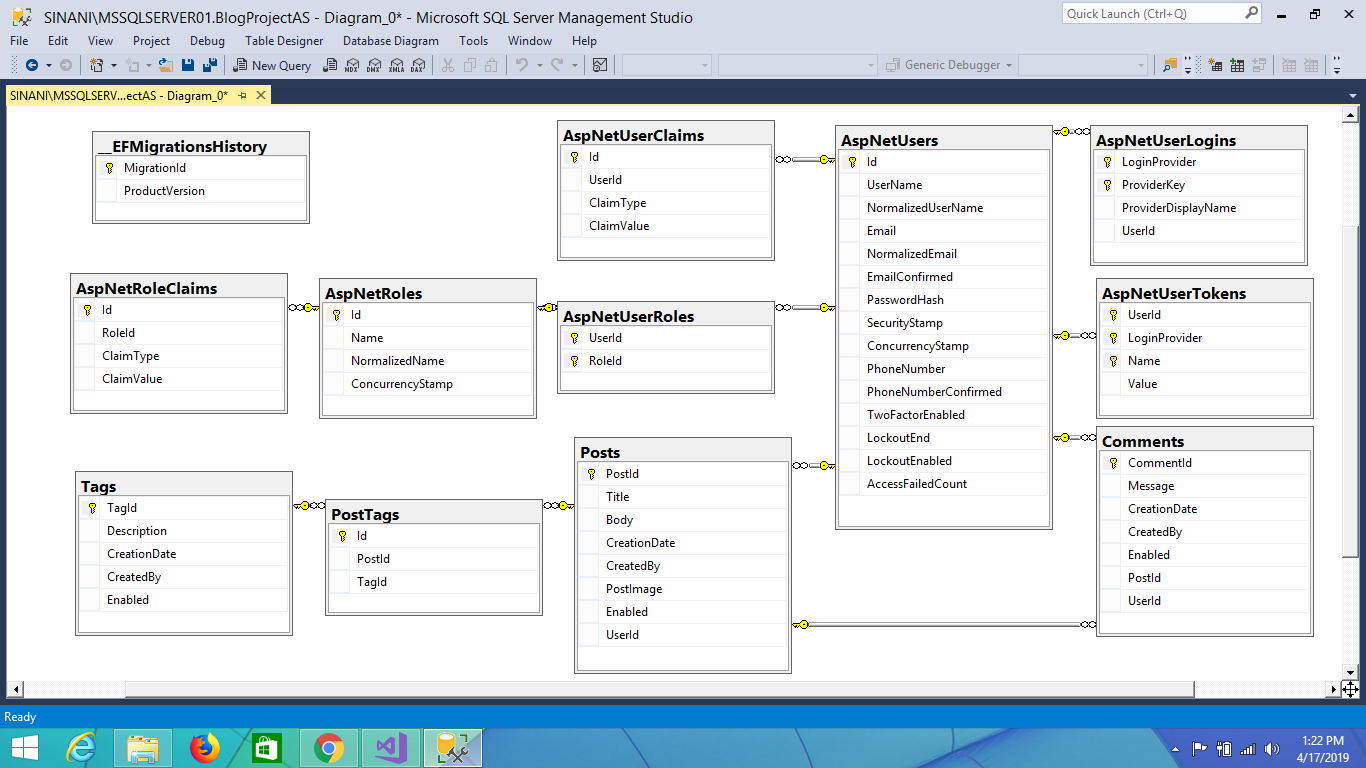 SINANI\MSSQLSERVER01.BlogProjectAS - Diagram_0* - Microsoft SQL Server Management Studio
Quick Launch (Ctrl+Q)
File Edit View Project Debug Table Designer Database Diagram Tools Window Help
New Query MDX DMX XMLA DAX Generic Debugger
SINANI\MSSQLSERV...ectAS - Diagram_0*
__EFMigrationsHistory
MigrationId
ProductVersion
AspNetUserClaims
Id
UserId
ClaimType
ClaimValue
AspNetUsers
Id
UserName
NormalizedUserName
Email
NormalizedEmail
EmailConfirmed
PasswordHash
SecurityStamp
ConcurrencyStamp
PhoneNumber
PhoneNumberConfirmed
TwoFactorEnabled
LockoutEnd
LockoutEnabled
AccessFailedCount
AspNetUserLogins
LoginProvider
ProviderKey
ProviderDisplayName
UserId
AspNetRoleClaims
Id
RoleId
ClaimType
ClaimValue
AspNetRoles
Id
Name
NormalizedName
ConcurrencyStamp
AspNetUserRoles
UserId
RoleId
AspNetUserTokens
UserId
LoginProvider
Name
Value
Tags
TagId
Description
CreationDate
CreatedBy
Enabled
PostTags
Id
PostId
TagId
Posts
PostId
Title
Body
CreationDate
CreatedBy
PostImage
Enabled
UserId
Comments
CommentId
Message
CreationDate
CreatedBy
Enabled
PostId
UserId
Ready
1:22 PM
4/17/2019